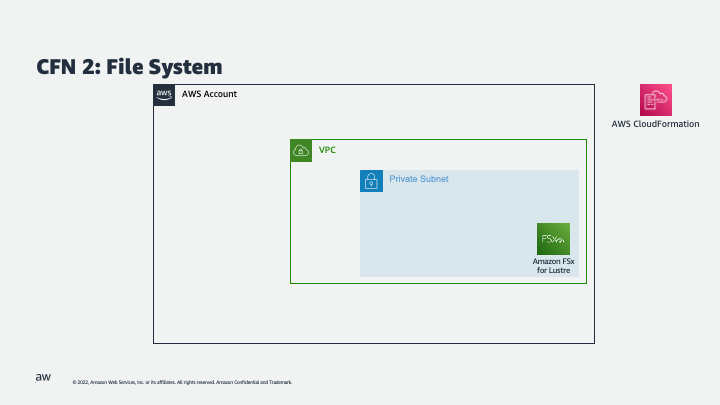 CFN 2: File System
aws
AWS Account
AWS CloudFormation
VPC
Private Subnet
FSx
Amazon FSx
for Lustre
aw
© 2022, Amazon Web Services, Inc. or its affiliates. All rights reserved. Amazon Confidential and Trademark.